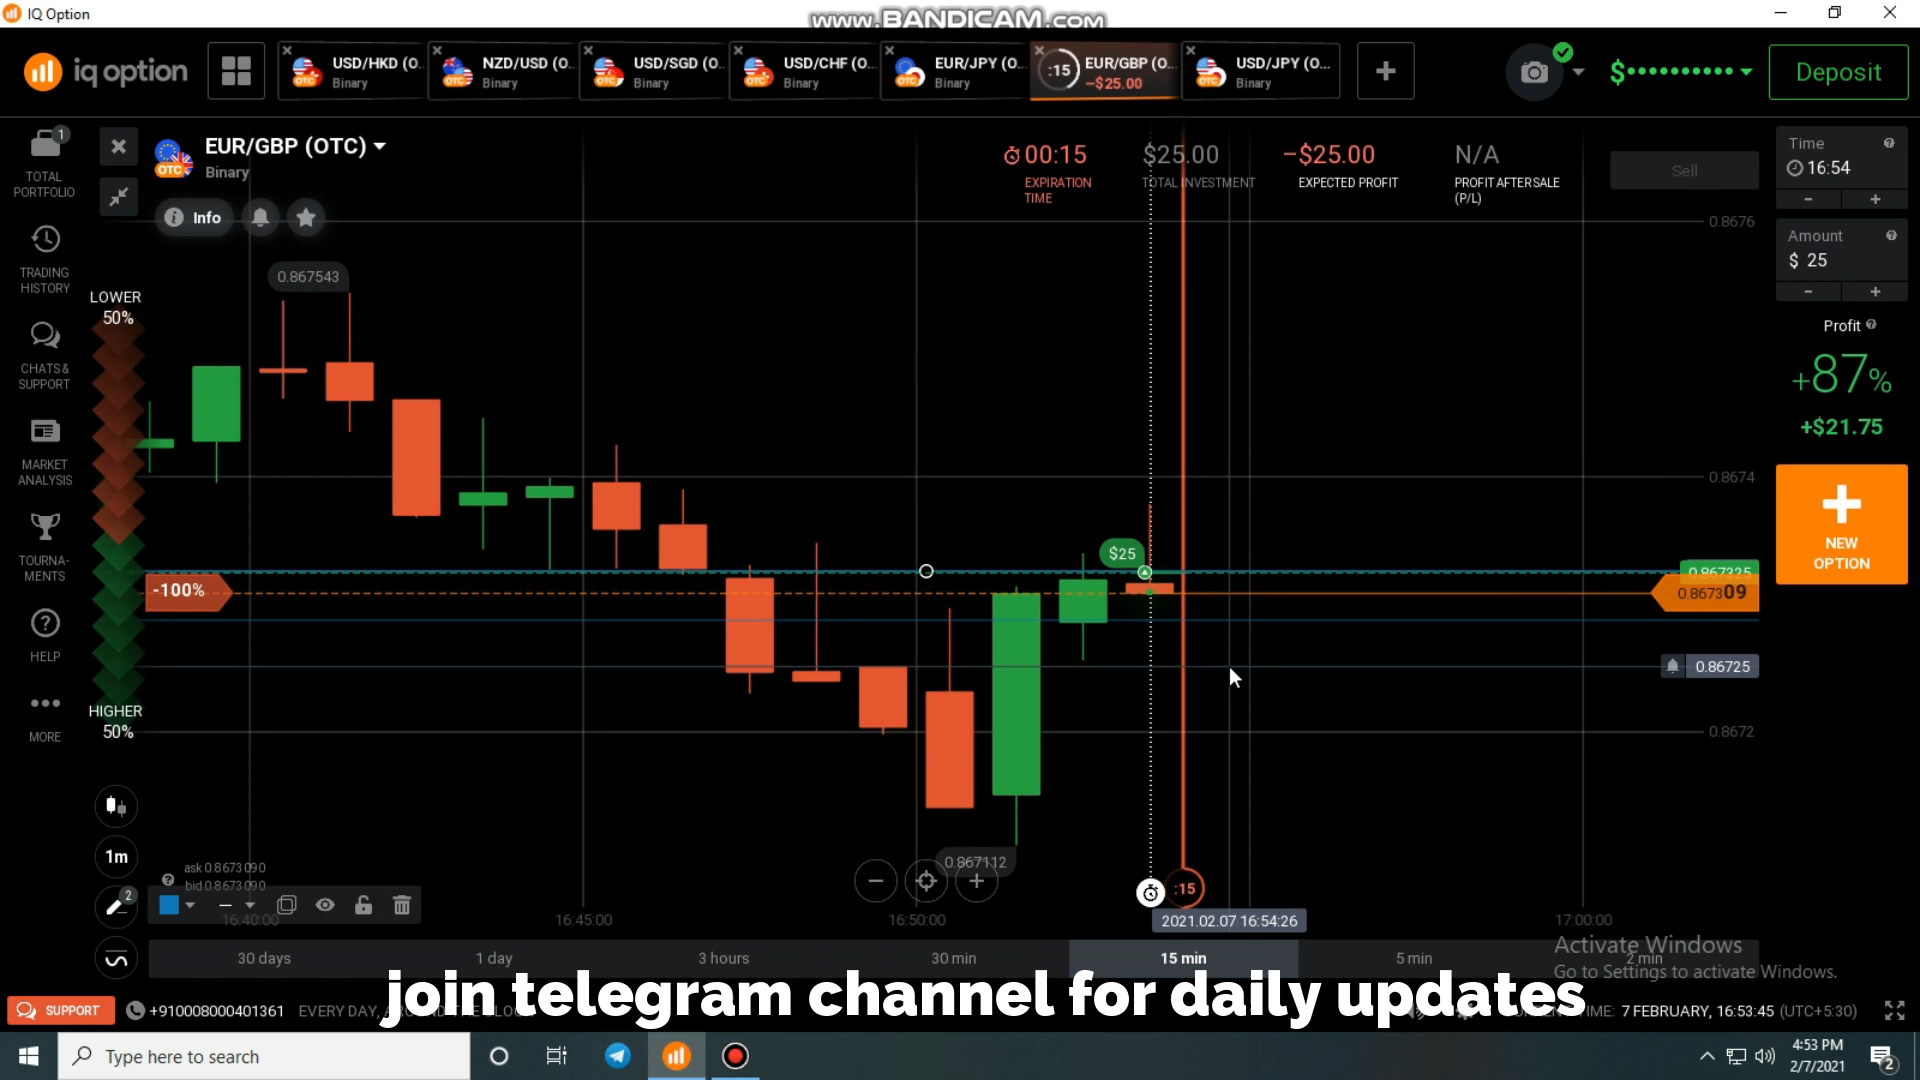 IQ Option
www.BANDICAM.com
iq option
USD/HKD (O...
Binary
NZD/USD (O...
Binary
USD/SGD (O...
Binary
USD/CHF (O...
Binary
EUR/JPY (O...
Binary
:15
EUR/GBP (O...
−$25.00
USD/JPY (O...
Binary
$
Deposit
1
TOTAL
PORTFOLIO
TRADING
HISTORY
CHATS &
SUPPORT
MARKET
ANALYSIS
TOURNA-
MENTS
HELP
MORE
OTC
EUR/GBP (OTC)
Binary
Info
00:15
EXPIRATION
TIME
$25.00
TOTAL INVESTMENT
−$25.00
EXPECTED PROFIT
N/A
PROFIT AFTER SALE
(P/L)
Sell
Time
16:54
- +
Amount
$ 25
- +
Profit
+87%
+$21.75
NEW
OPTION
LOWER
50%
HIGHER
50%
0.867543
-100%
$25
0.8676
0.8674
0.867325
0.867309
0.86725
0.8672
0.867112
1m
2
ask 0.8673090
bid 0.8673090
:15
16:40:00
16:45:00
16:50:00
2021.02.07 16:54:26
17:00:00
30 days
1 day
3 hours
30 min
15 min
5 min
2 min
Activate Windows
Go to Settings to activate Windows.
join telegram channel for daily updates
SUPPORT
+910008000401361
EVERY DAY,
TIME: 7 FEBRUARY, 16:53:45 (UTC+5:30)
Type here to search
4:53 PM
2/7/2021
2